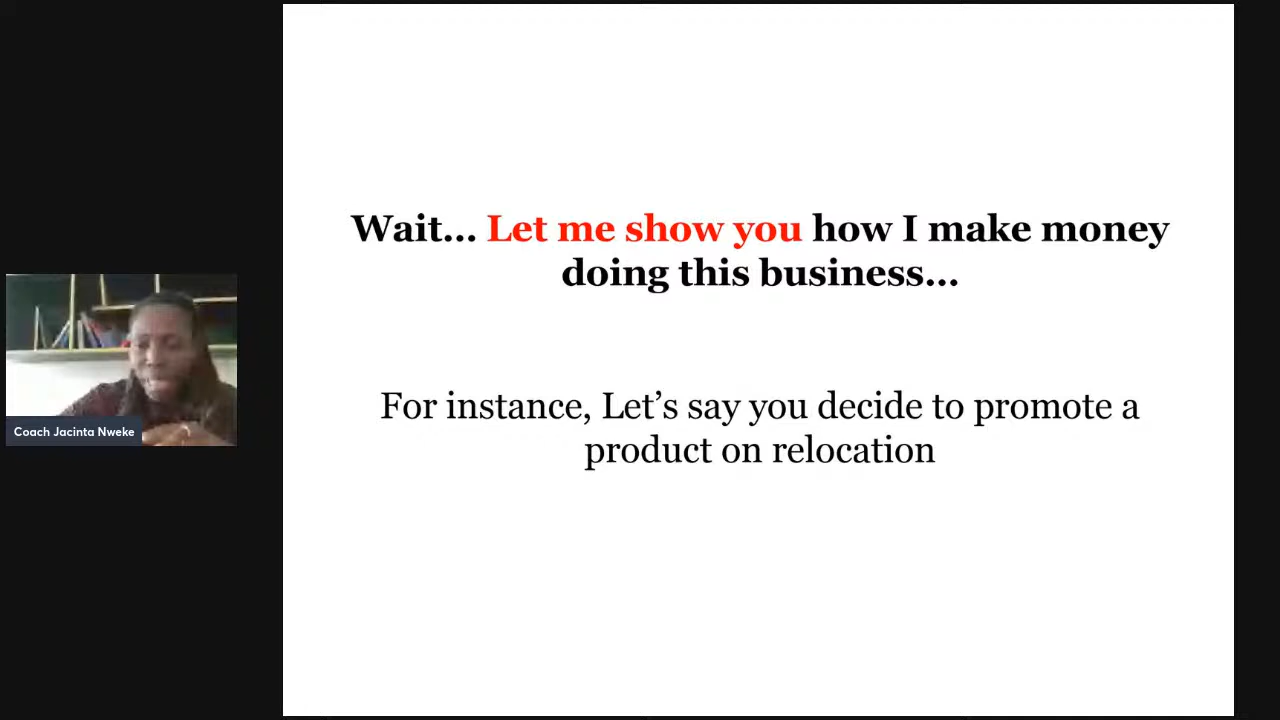 Wait... Let me show you how I make money
doing this business...
For instance, Let’s say you decide to promote a
product on relocation
Coach Jacinta Nweke